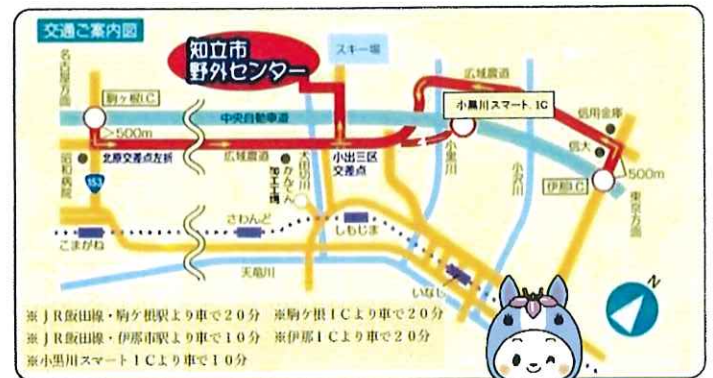 交通ご案内図
名古屋方面
駒ヶ根IC
500m
昭和病院
153
北原交差点左折
こまがね
中央自動車道
知立市
野外センター
スキー場
広域農道
かんてん
加工工場
太田切川
小出三区
交差点
さわんど
しもじま
天竜川
いなし
広域農道
小黒川スマートIC
小黒川
小沢川
信用金庫
信大
500m
伊那IC
東京方面
N
※JR飯田線・駒ヶ根駅より車で20分 ※駒ヶ根ICより車で20分
※JR飯田線・伊那市駅より車で10分 ※伊那ICより車で20分
※小黒川スマートICより車で10分